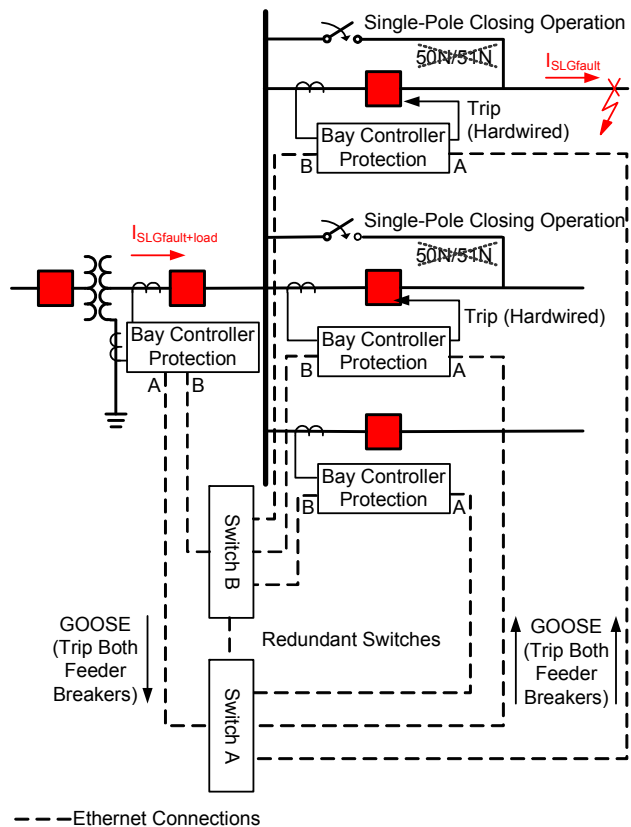 Single-Pole Closing Operation
50N/51N
I_SLGfault
Trip
(Hardwired)
Bay Controller
Protection
B
A
Single-Pole Closing Operation
50N/51N
I_SLGfault+load
Trip (Hardwired)
Bay Controller
Protection
B
A
Bay Controller
Protection
A
B
Bay Controller
Protection
B
A
Switch B
GOOSE
(Trip Both
Feeder
Breakers)
Redundant Switches
GOOSE
(Trip Both
Feeder
Breakers)
Switch A
Ethernet Connections